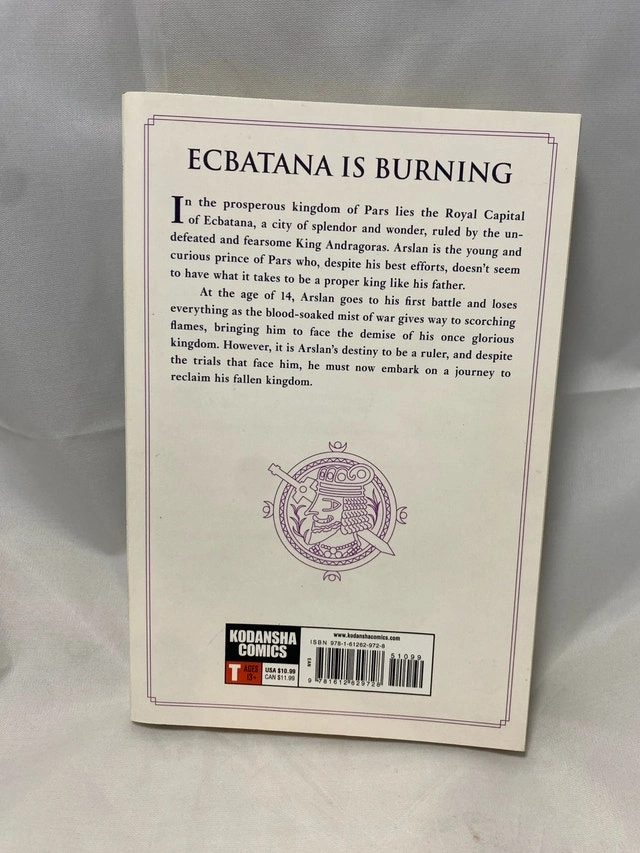 ECBATANA IS BURNING
In the prosperous kingdom of Pars lies the Royal Capital
of Ecbatana, a city of splendor and wonder, ruled by the un-
defeated and fearsome King Andragoras. Arslan is the young and
curious prince of Pars who, despite his best efforts, doesn't seem
to have what it takes to be a proper king like his father.
At the age of 14, Arslan goes to his first battle and loses
everything as the blood-soaked mist of war gives way to scorching
flames, bringing him to face the demise of his once glorious
kingdom. However, it is Arslan's destiny to be a ruler, and despite
the trials that face him, he must now embark on a journey to
reclaim his fallen kingdom.
KODANSHA
COMICS
T AGES
13+
USA $10.99
CAN $11.99
www.kodanshacomics.com
ISBN 978-1-61262-972-8
51099
EAN
9 781612 629728